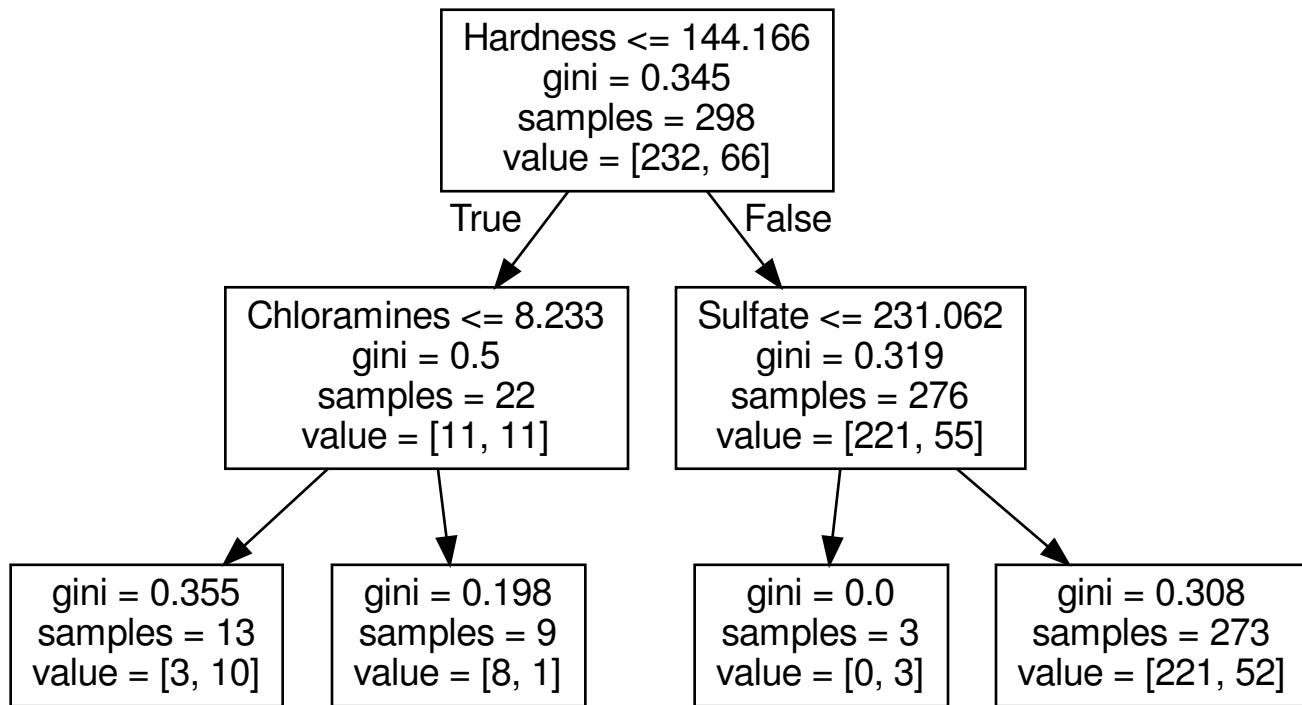 Hardness <= 144.166
gini = 0.345
samples = 298
value = [232, 66]
True
False
Chloramines <= 8.233
gini = 0.5
samples = 22
value = [11, 11]
Sulfate <= 231.062
gini = 0.319
samples = 276
value = [221, 55]
gini = 0.355
samples = 13
value = [3, 10]
gini = 0.198
samples = 9
value = [8, 1]
gini = 0.0
samples = 3
value = [0, 3]
gini = 0.308
samples = 273
value = [221, 52]